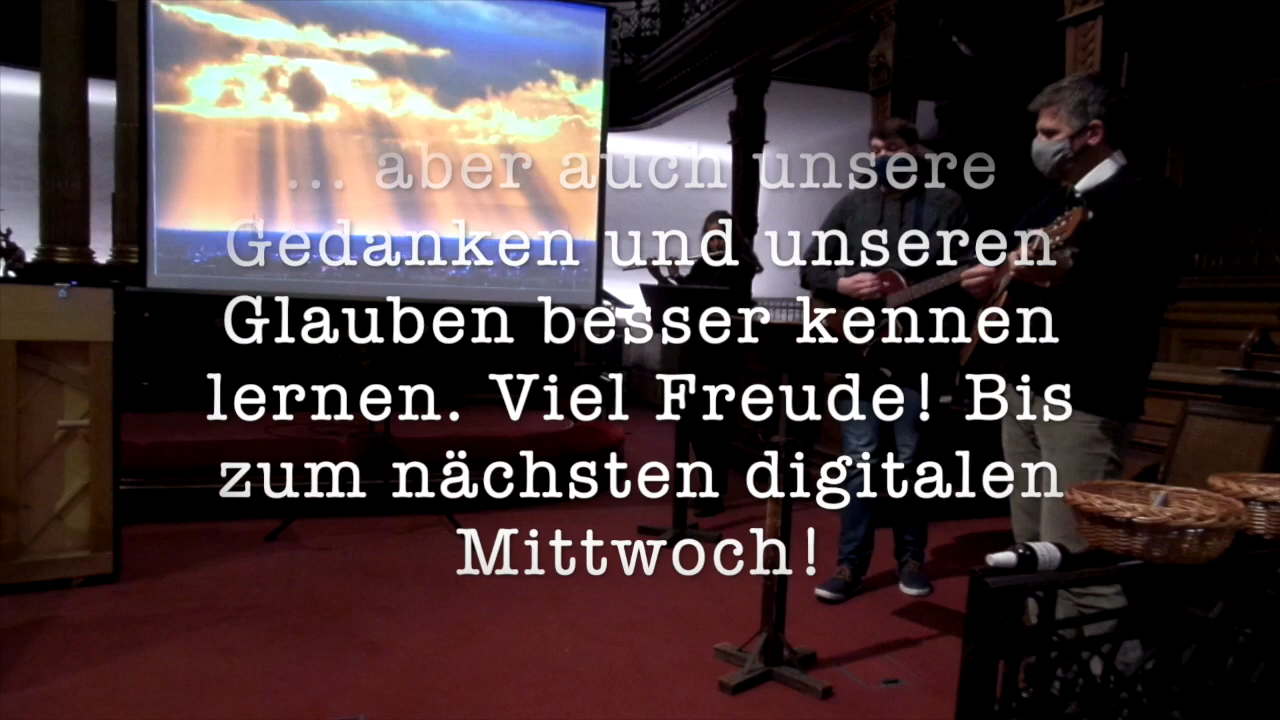 ... aber auch unsere
Gedanken und unseren
Glauben besser kennen
lernen. Viel Freude! Bis
zum nächsten digitalen
Mittwoch!